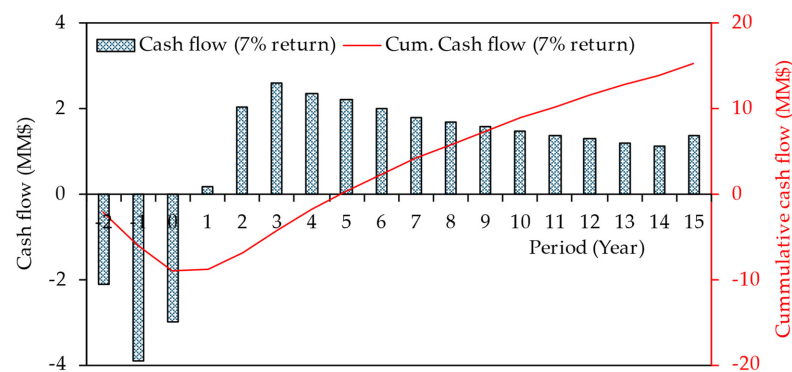 4
20
Cash flow (7% return)
Cum. Cash flow (7% return)
2
10
0
0
-2 -1 0 1 2 3 4 5 6 7 8 9 10 11 12 13 14 15
Period (Year)
-2
-10
-4
-20
Cash flow (MM$)
Cummulative cash flow (MM$)